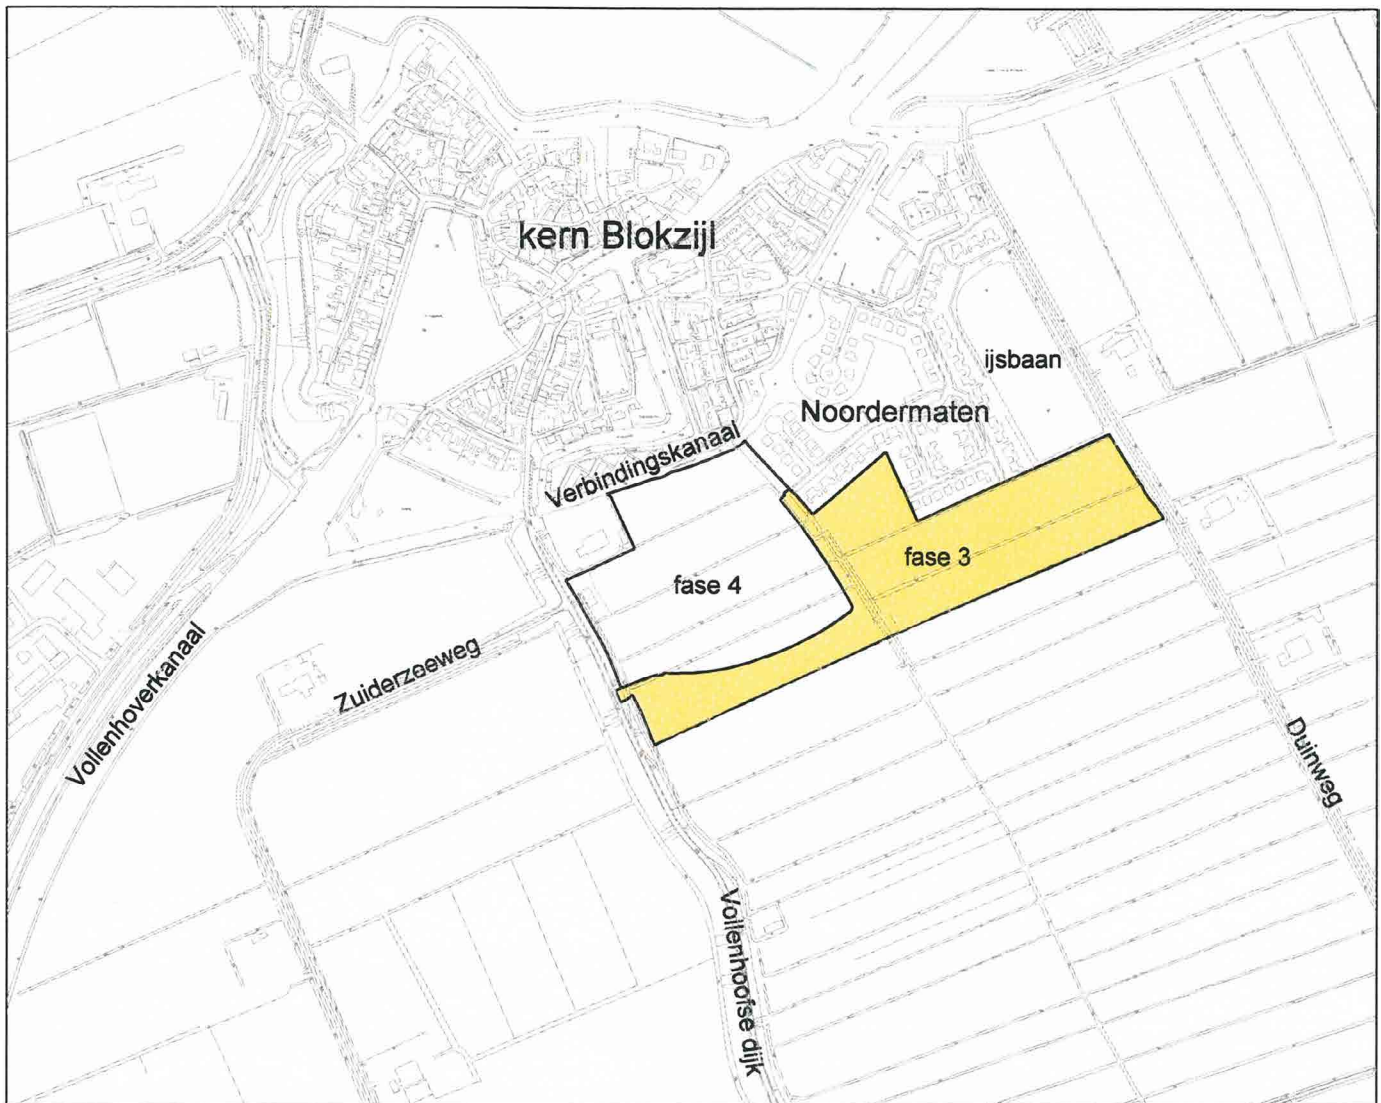 kern Blokzijl
ijsbaan
Noordermaten
Verbindingskanaal
fase 3
fase 4
Zuiderzeeweg
Vollenhoverkanaal
Duinweg
Vollenhoofse dijk